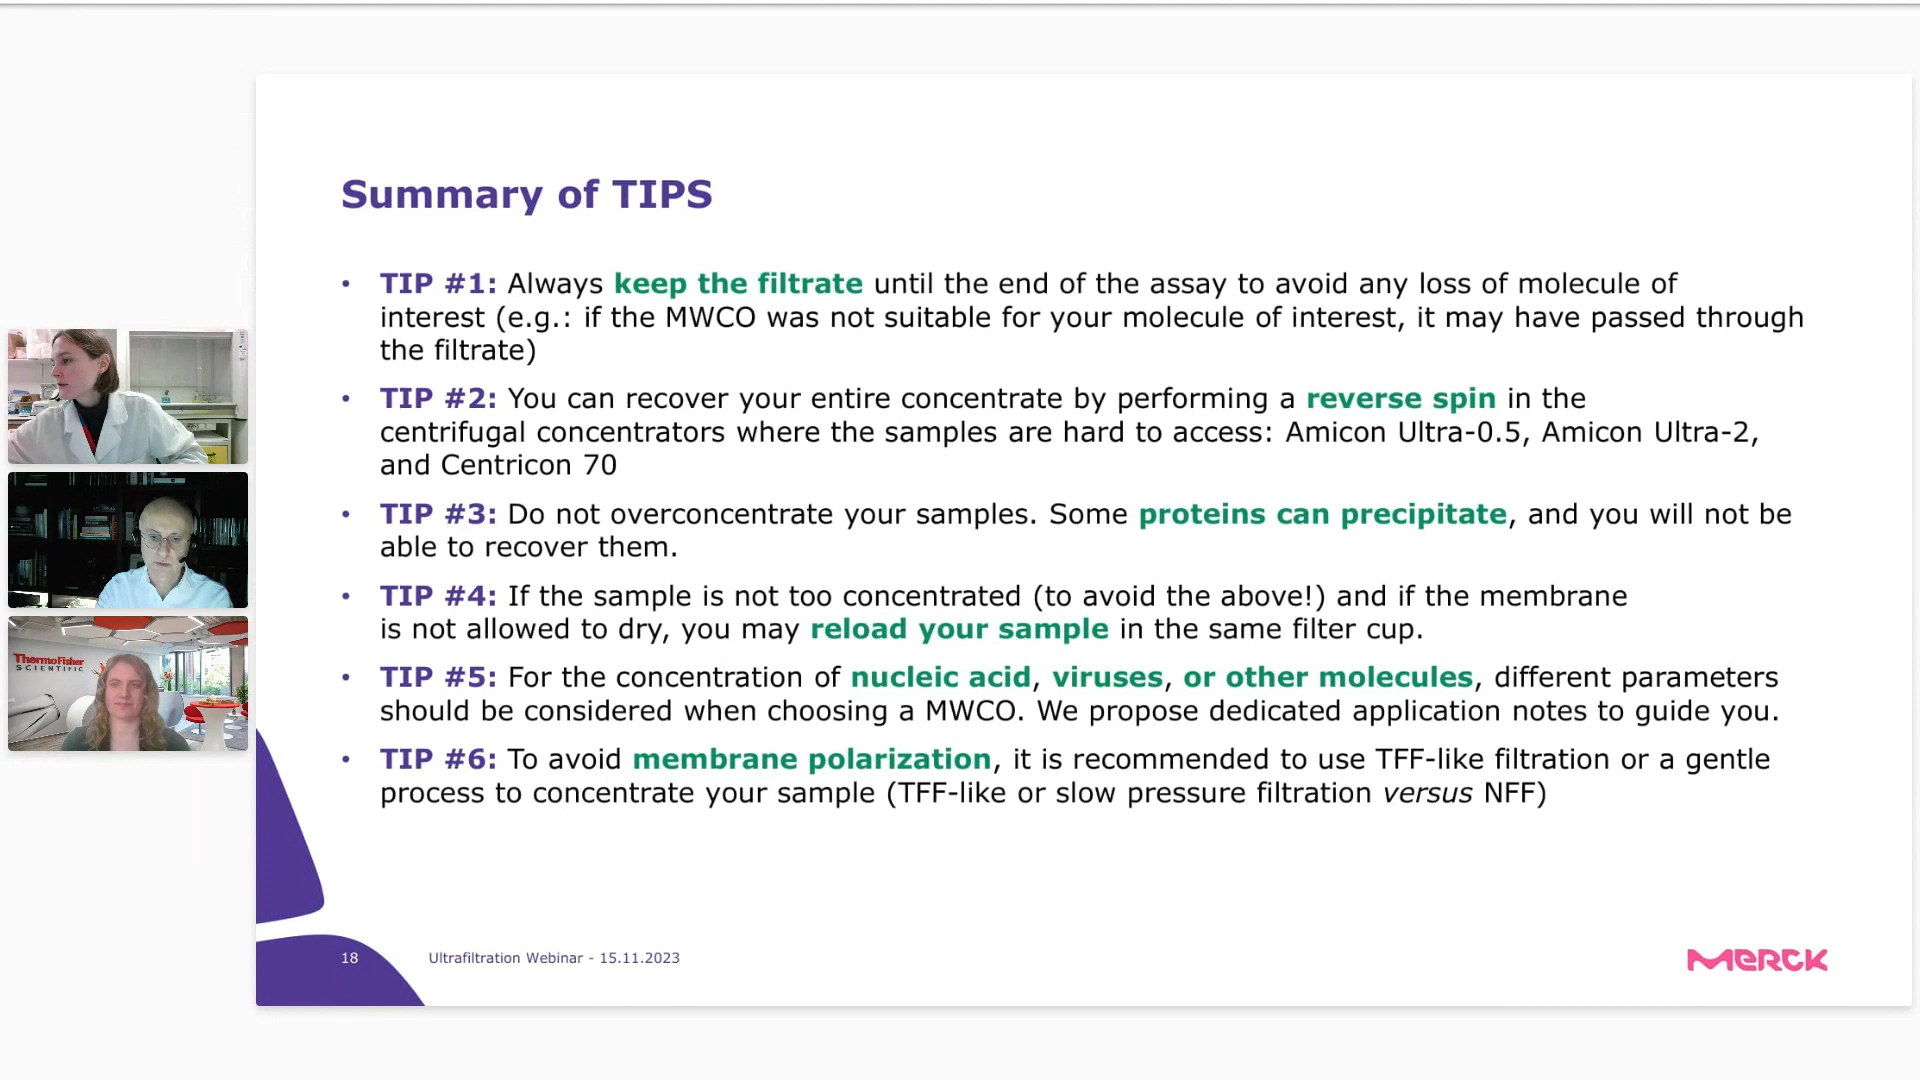 Summary of TIPS
• TIP #1: Always keep the filtrate until the end of the assay to avoid any loss of molecule of
interest (e.g.: if the MWCO was not suitable for your molecule of interest, it may have passed through
the filtrate)
• TIP #2: You can recover your entire concentrate by performing a reverse spin in the
centrifugal concentrators where the samples are hard to access: Amicon Ultra-0.5, Amicon Ultra-2,
and Centricon 70
• TIP #3: Do not overconcentrate your samples. Some proteins can precipitate, and you will not be
able to recover them.
• TIP #4: If the sample is not too concentrated (to avoid the above!) and if the membrane
is not allowed to dry, you may reload your sample in the same filter cup.
• TIP #5: For the concentration of nucleic acid, viruses, or other molecules, different parameters
should be considered when choosing a MWCO. We propose dedicated application notes to guide you.
• TIP #6: To avoid membrane polarization, it is recommended to use TFF-like filtration or a gentle
process to concentrate your sample (TFF-like or slow pressure filtration versus NFF)
ThermoFisher
SCIENTIFIC
18
Ultrafiltration Webinar - 15.11.2023
MERCK